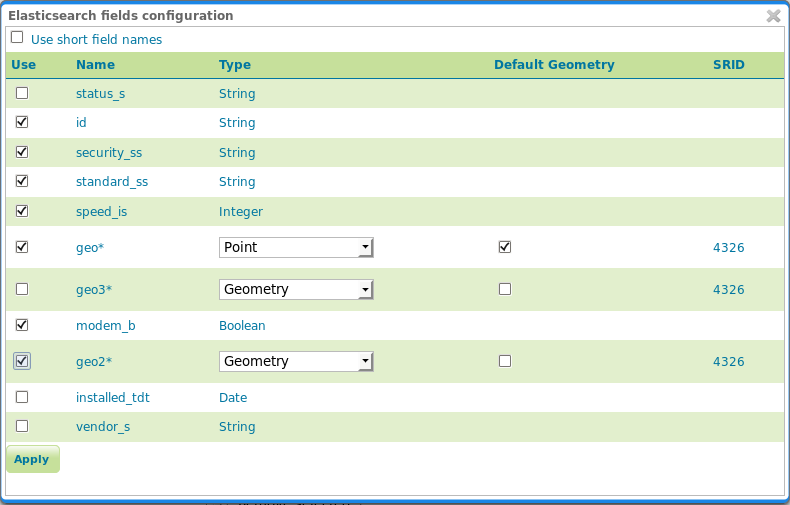 Elasticsearch fields configuration
Use short field names
Use Name Type Default Geometry SRID
status_s String
id String
security_ss String
standard_ss String
speed_is Integer
geo* Point 4326
geo3* Geometry 4326
modem_b Boolean
geo2* Geometry 4326
installed_tdt Date
vendor_s String
Apply